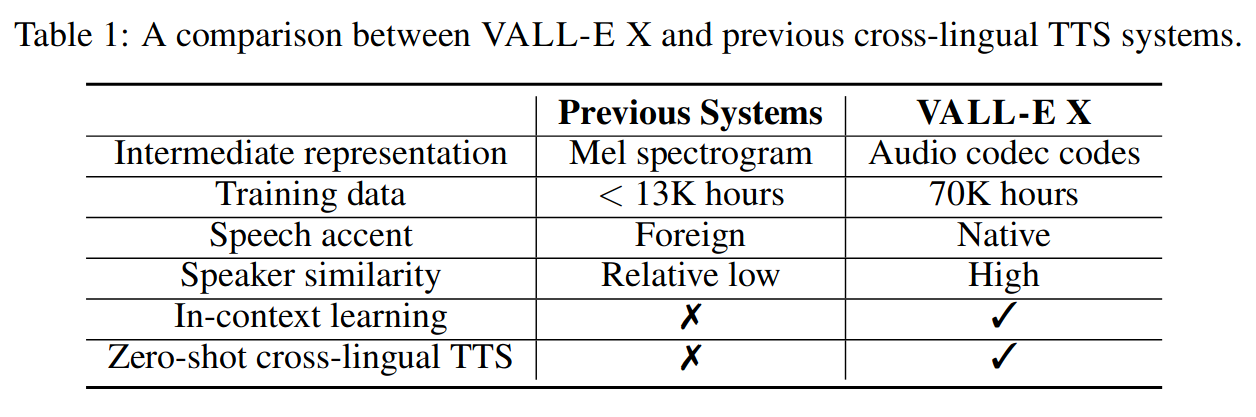 Table 1: A comparison between VALL-E X and previous cross-lingual TTS systems.
Previous Systems VALL-E X
Intermediate representation Mel spectrogram Audio codec codes
Training data < 13K hours 70K hours
Speech accent Foreign Native
Speaker similarity Relative low High
In-context learning ✗ ✓
Zero-shot cross-lingual TTS ✗ ✓